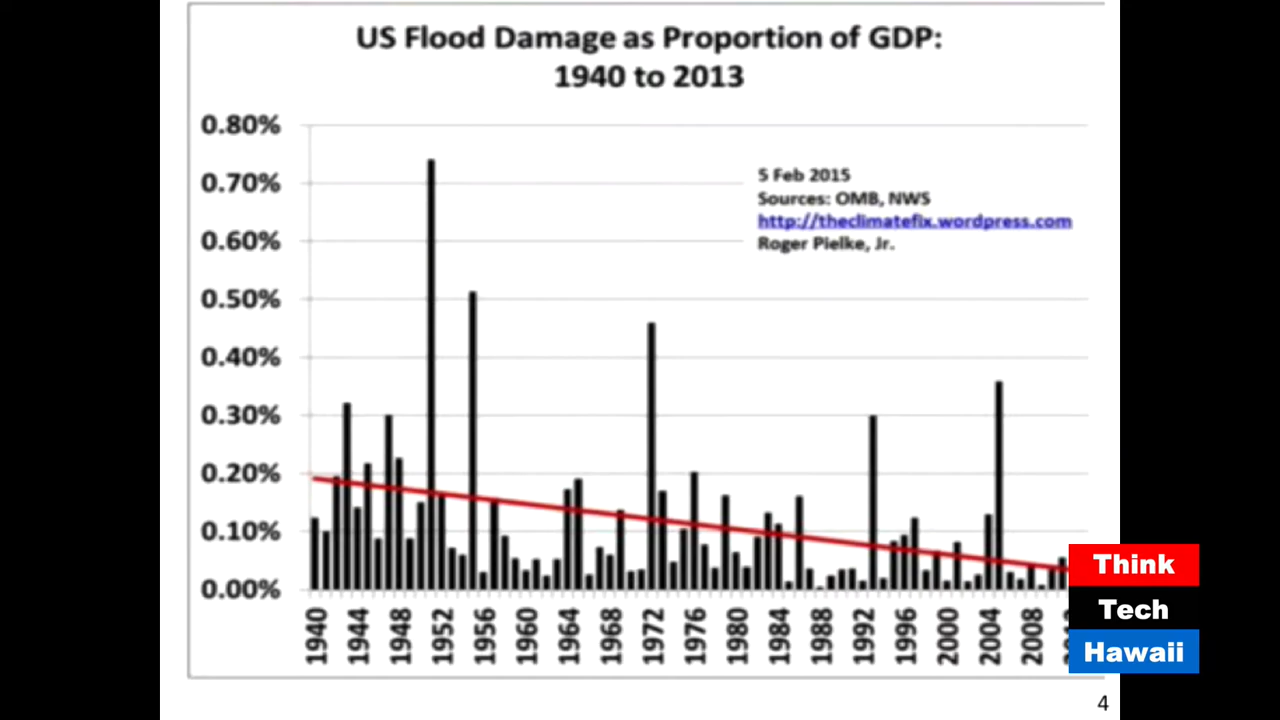 US Flood Damage as Proportion of GDP:
1940 to 2013
0.80%
0.70%
0.60%
0.50%
0.40%
0.30%
0.20%
0.10%
0.00%
5 Feb 2015
Sources: OMB, NWS
http://theclimatefix.wordpress.com
Roger Pielke, Jr.
1940 1944 1948 1952 1956 1960 1964 1968 1972 1976 1980 1984 1988 1992 1996 2000 2004 2008
Think
Tech
Hawaii
4